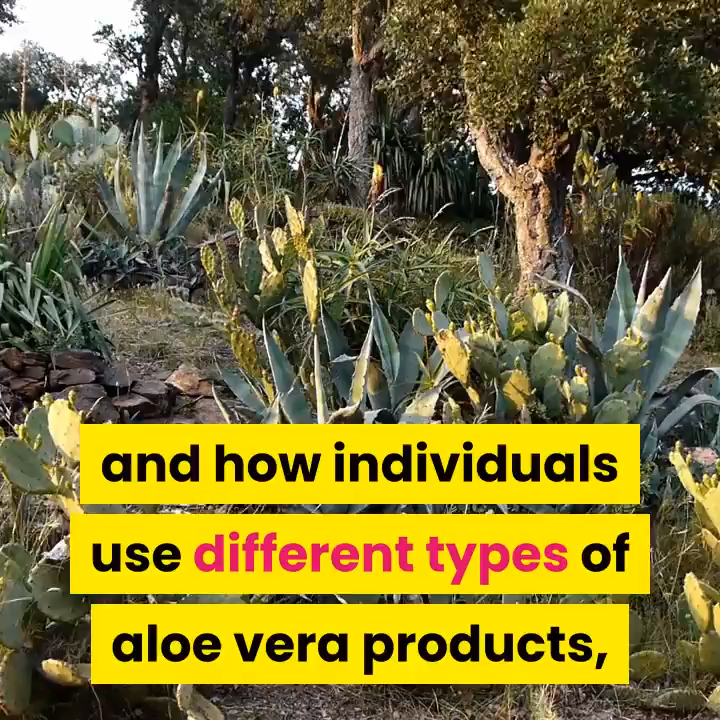 and how individuals
use different types of
aloe vera products,